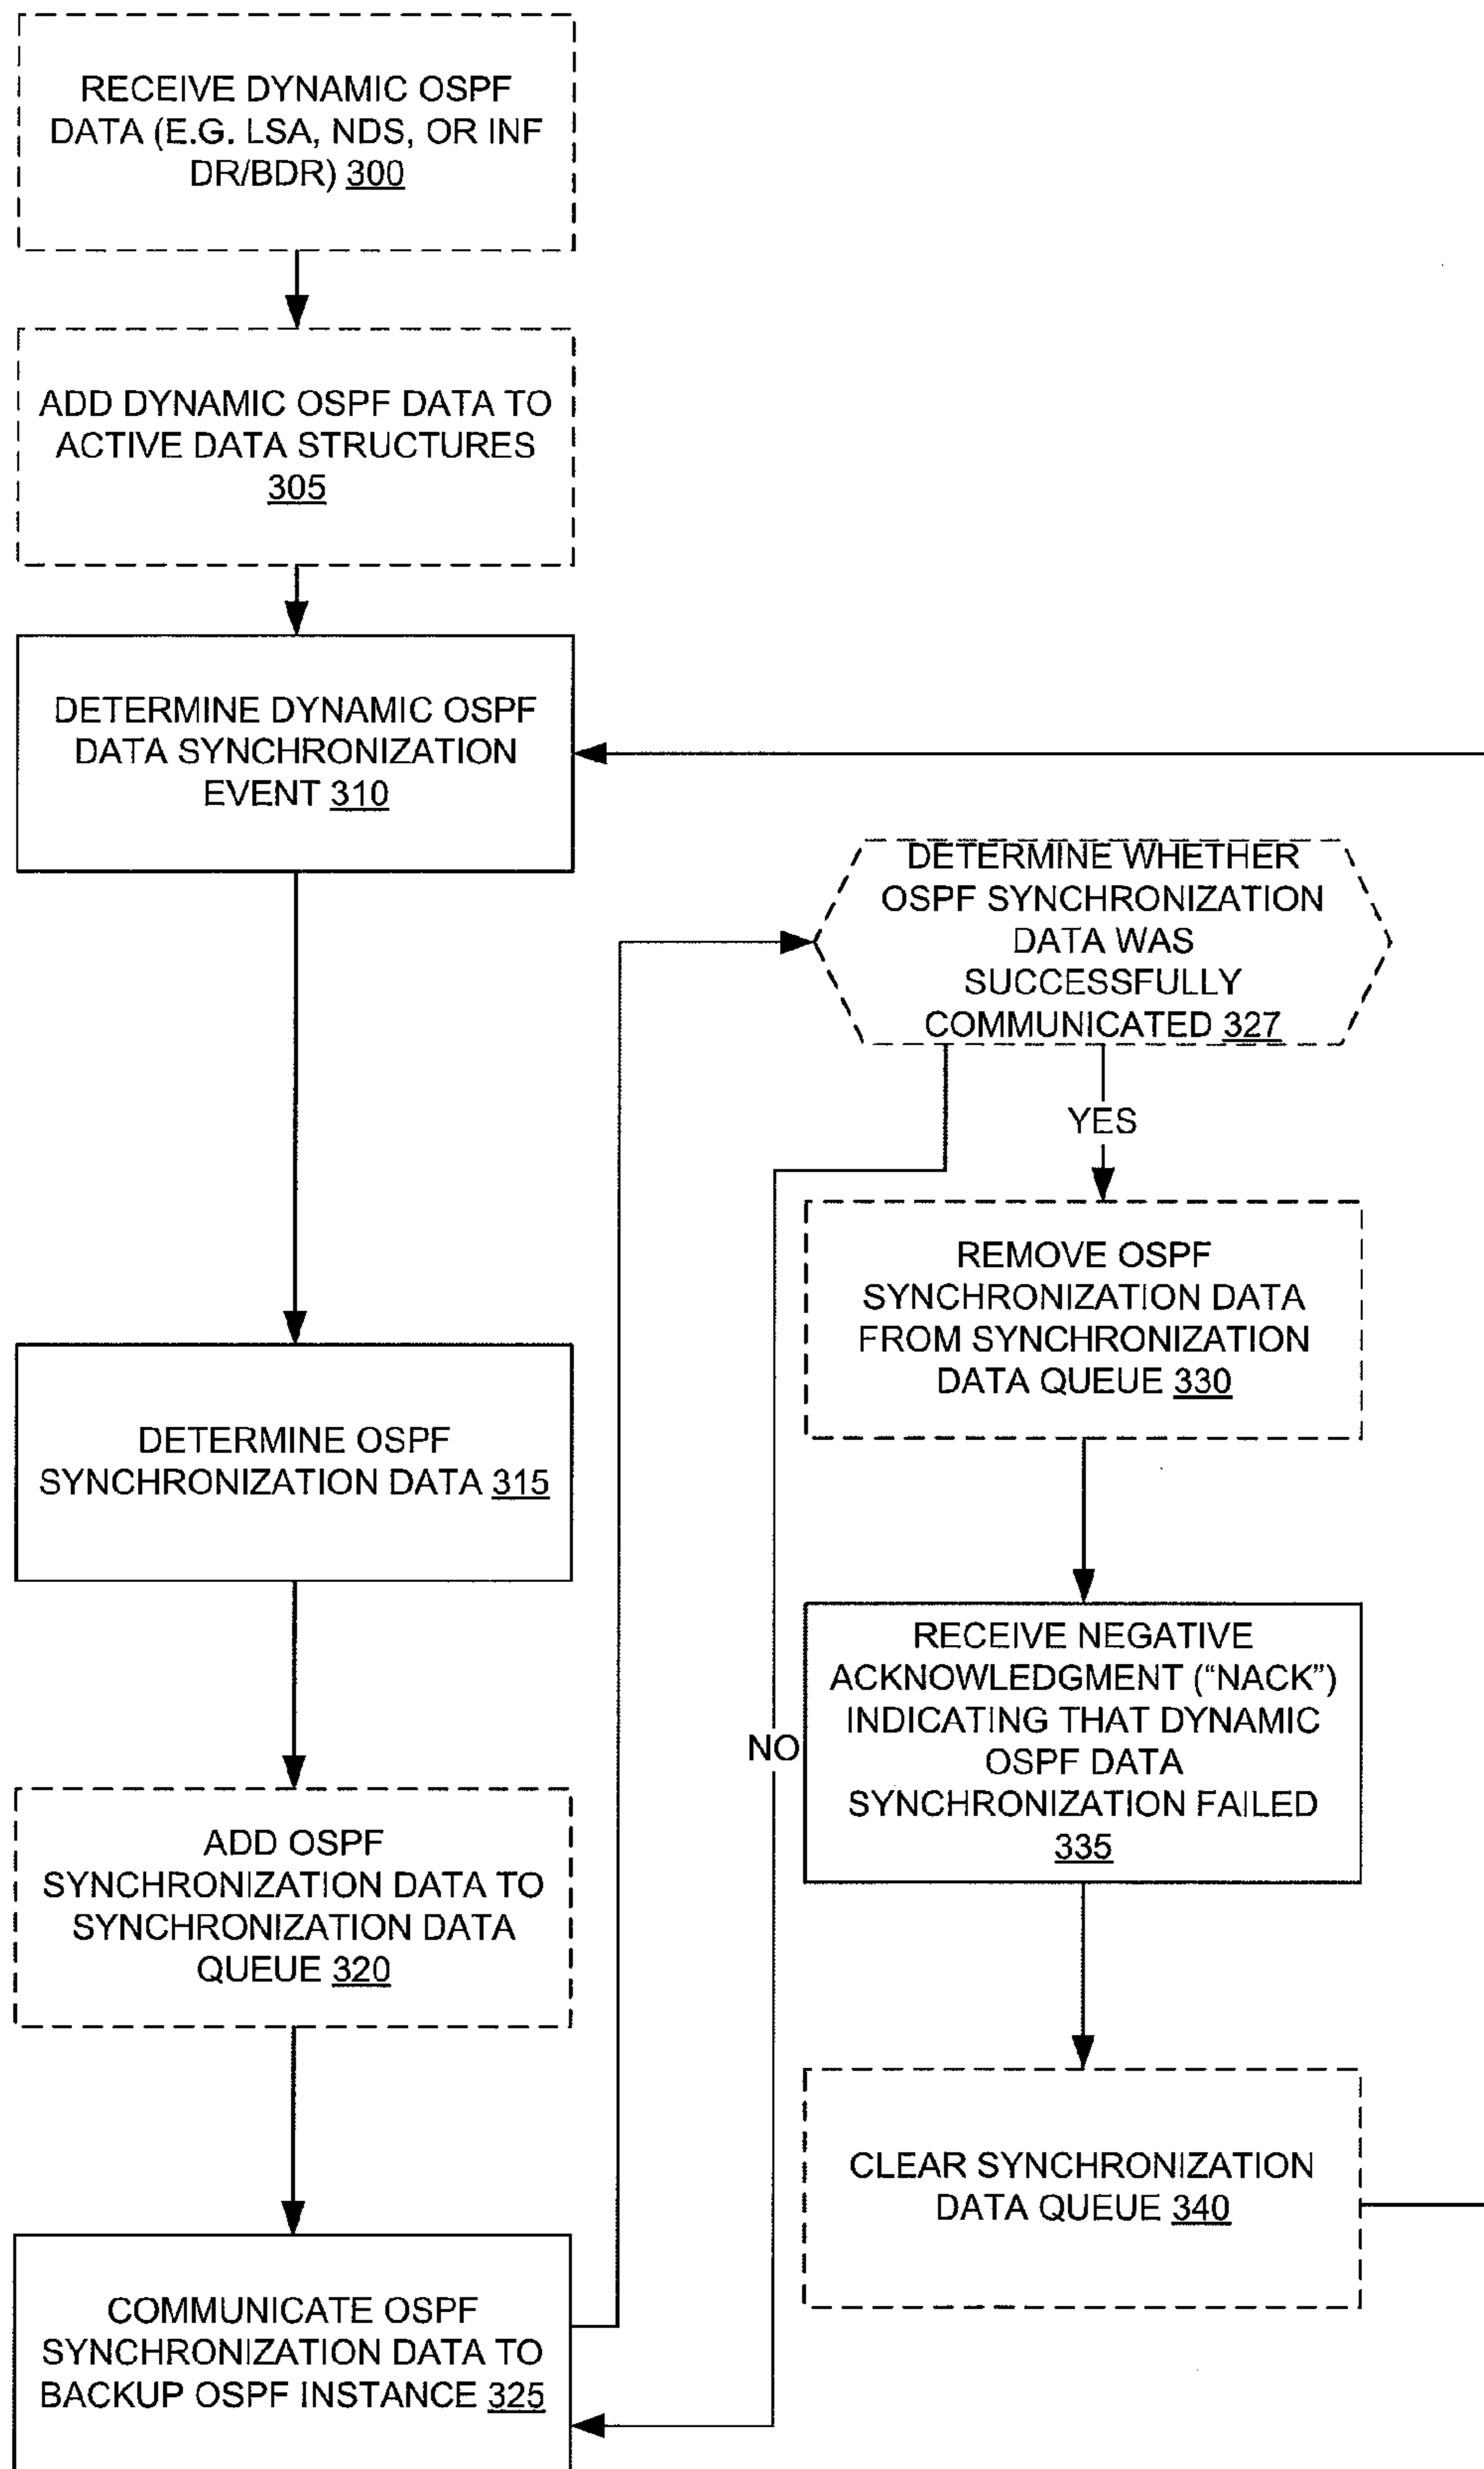 RECEIVE DYNAMIC OSPF
DATA (E.G. LSA, NDS, OR INF
DR/BDR) 300
ADD DYNAMIC OSPF DATA TO
ACTIVE DATA STRUCTURES
305
DETERMINE DYNAMIC OSPF
DATA SYNCHRONIZATION
EVENT 310
DETERMINE OSPF
SYNCHRONIZATION DATA 315
ADD OSPF
SYNCHRONIZATION DATA TO
SYNCHRONIZATION DATA
QUEUE 320
COMMUNICATE OSPF
SYNCHRONIZATION DATA TO
BACKUP OSPF INSTANCE 325
DETERMINE WHETHER
OSPF SYNCHRONIZATION
DATA WAS
SUCCESSFULLY
COMMUNICATED 327
YES
NO
REMOVE OSPF
SYNCHRONIZATION DATA
FROM SYNCHRONIZATION
DATA QUEUE 330
RECEIVE NEGATIVE
ACKNOWLEDGMENT (“NACK”)
INDICATING THAT DYNAMIC
OSPF DATA
SYNCHRONIZATION FAILED
335
CLEAR SYNCHRONIZATION
DATA QUEUE 340